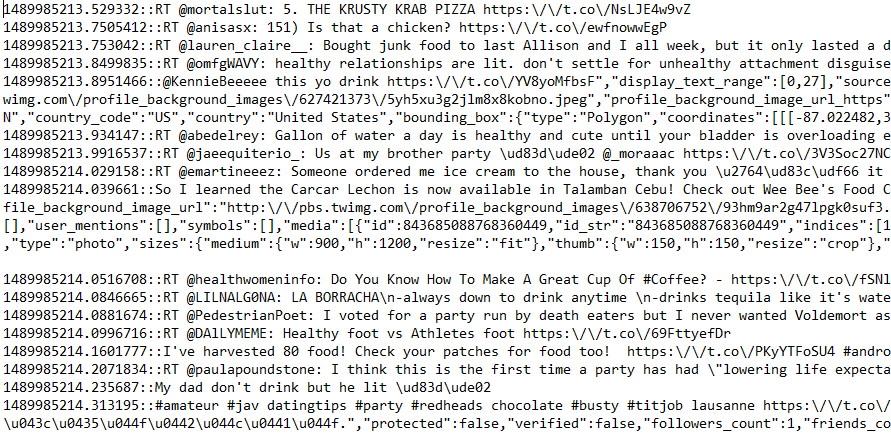 1489985213.529332::RT @mortalslut: 5. THE KRUSTY KRAB PIZZA https:\/\/t.co\/NsLJE4w9vZ
1489985213.7505412::RT @anisasx: 151) Is that a chicken? https:\/\/t.co\/ewfnowwEgP
1489985213.753042::RT @lauren_claire__: Bought junk food to last Allison and I all week, but it only lasted a d
1489985213.8499835::RT @omfgWAVY: healthy relationships are lit. don't settle for unhealthy attachment disguise
1489985213.8951466::@KennieBeeeee this yo drink https:\/\/t.co\/YV8yoMfbsF","display_text_range":[0,27],"source
wimg.com\/profile_background_images\/627421373\/5yh5xu3g2jlm8x8kobno.jpeg","profile_background_image_url_https"
N","country_code":"US","country":"United States","bounding_box":{"type":"Polygon","coordinates":[[[-87.022482,3
1489985213.934147::RT @abedelrey: Gallon of water a day is healthy and cute until your bladder is overloading e
1489985213.9916537::RT @jaeequiterio_: Us at my brother party \ud83d\ude02 @_moraaac https:\/\/t.co\/3V3Soc27NC
1489985214.029158::RT @emartineeez: Someone ordered me ice cream to the house, thank you \u2764\ud83c\udf66 it
1489985214.039661::So I learned the Carcar Lechon is now available in Talamban Cebu! Check out Wee Bee's Food C
file_background_image_url":"http:\/\/pbs.twimg.com\/profile_background_images\/638706752\/93hm9ar2g47lpgk0suf3.
[],"user_mentions":[],"symbols":[],"media":[{"id":843685088768360449,"id_str":"843685088768360449","indices":[1
,"type":"photo","sizes":{"medium":{"w":900,"h":1200,"resize":"fit"},"thumb":{"w":150,"h":150,"resize":"crop"},"
1489985214.0516708::RT @healthwomeninfo: Do You Know How To Make A Great Cup Of #Coffee? - https:\/\/t.co\/fSNl
1489985214.0846665::RT @LILNALG0NA: LA BORRACHA\n-always down to drink anytime \n-drinks tequila like it's wate
1489985214.0881674::RT @PedestrianPoet: I voted for a party run by death eaters but I never wanted Voldemort as
1489985214.0996716::RT @DAlLYMEME: Healthy foot vs Athletes foot https:\/\/t.co\/69FttyefDr
1489985214.1601777::I've harvested 80 food! Check your patches for food too!  https:\/\/t.co\/PKyYTFoSU4 #andro
1489985214.2071834::RT @paulapoundstone: I think this is the first time a party has had \"lowering life expecta
1489985214.235687::My dad don't drink but he lit \ud83d\ude02
1489985214.313195::#amateur #jav datingtips #party #redheads chocolate #busty #titjob lausanne https:\/\/t.co\/
\u043c\u0435\u044f\u0442\u044c\u0441\u044f.","protected":false,"verified":false,"followers_count":1,"friends_co